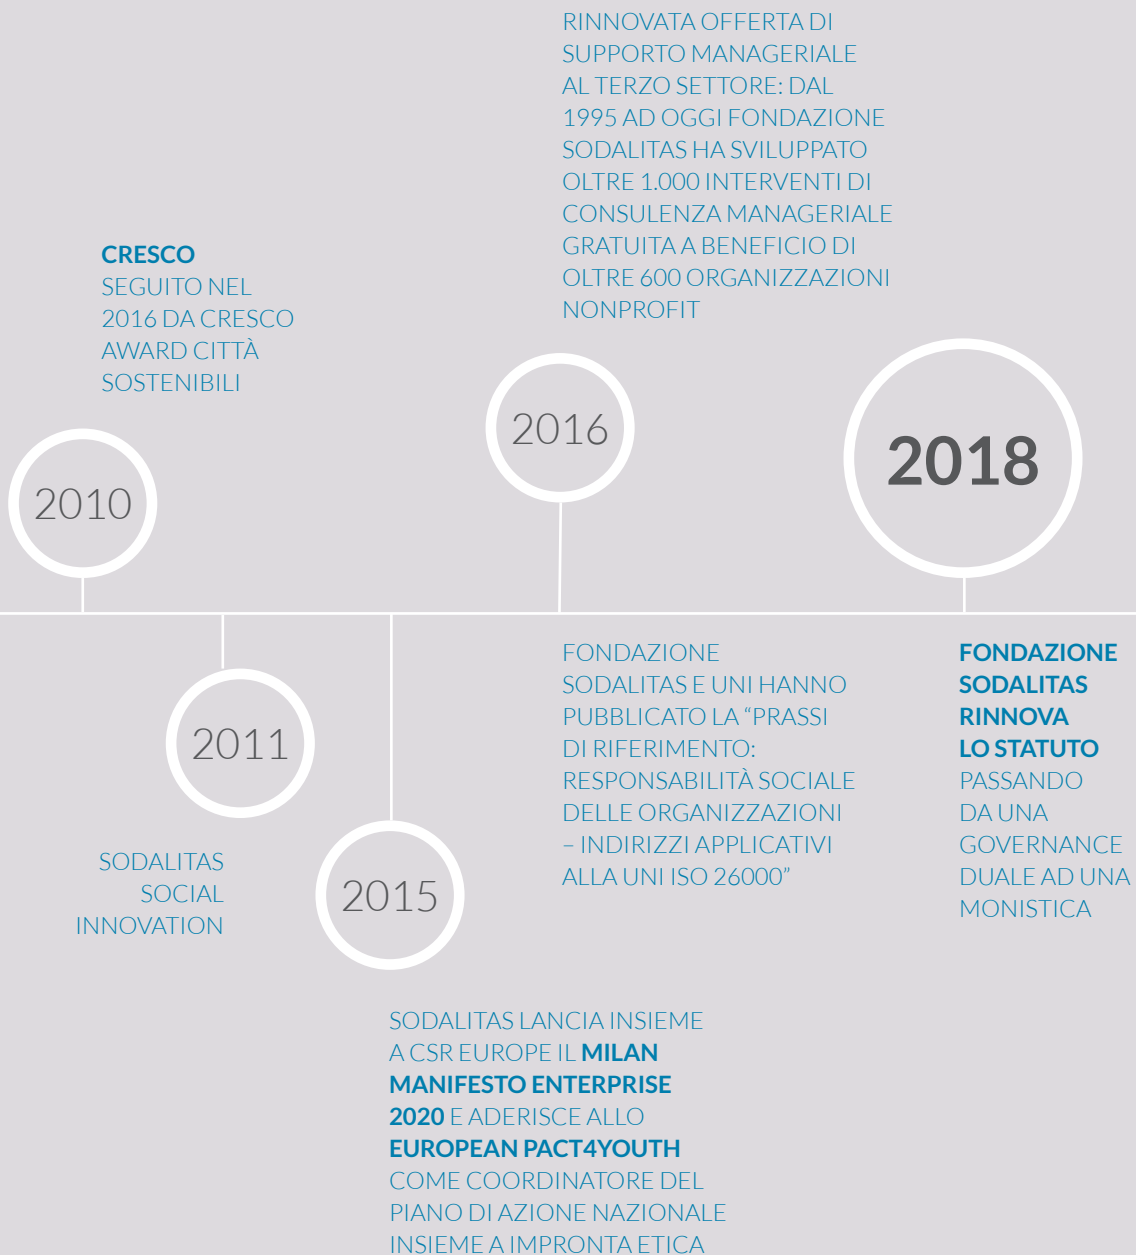 RINNOVATA OFFERTA DI
SUPPORTO MANAGERIALE
AL TERZO SETTORE: DAL
1995 AD OGGI FONDAZIONE
SODALITAS HA SVILUPPATO
OLTRE 1.000 INTERVENTI DI
CONSULENZA MANAGERIALE
GRATUITA A BENEFICIO DI
OLTRE 600 ORGANIZZAZIONI
NONPROFIT
CRESCO
SEGUITO NEL
2016 DA CRESCO
AWARD CITTÀ
SOSTENIBILI
2010
2016
2018
2011
SODALITAS
SOCIAL
INNOVATION
2015
SODALITAS LANCIA INSIEME
A CSR EUROPE IL MILAN
MANIFESTO ENTERPRISE
2020 E ADERISCE ALLO
EUROPEAN PACT4YOUTH
COME COORDINATORE DEL
PIANO DI AZIONE NAZIONALE
INSIEME A IMPRONTA ETICA
FONDAZIONE
SODALITAS E UNI HANNO
PUBBLICATO LA “PRASSI
DI RIFERIMENTO:
RESPONSABILITÀ SOCIALE
DELLE ORGANIZZAZIONI
– INDIRIZZI APPLICATIVI
ALLA UNI ISO 26000”
FONDAZIONE
SODALITAS
RINNOVA
LO STATUTO
PASSANDO
DA UNA
GOVERNANCE
DUALE AD UNA
MONISTICA